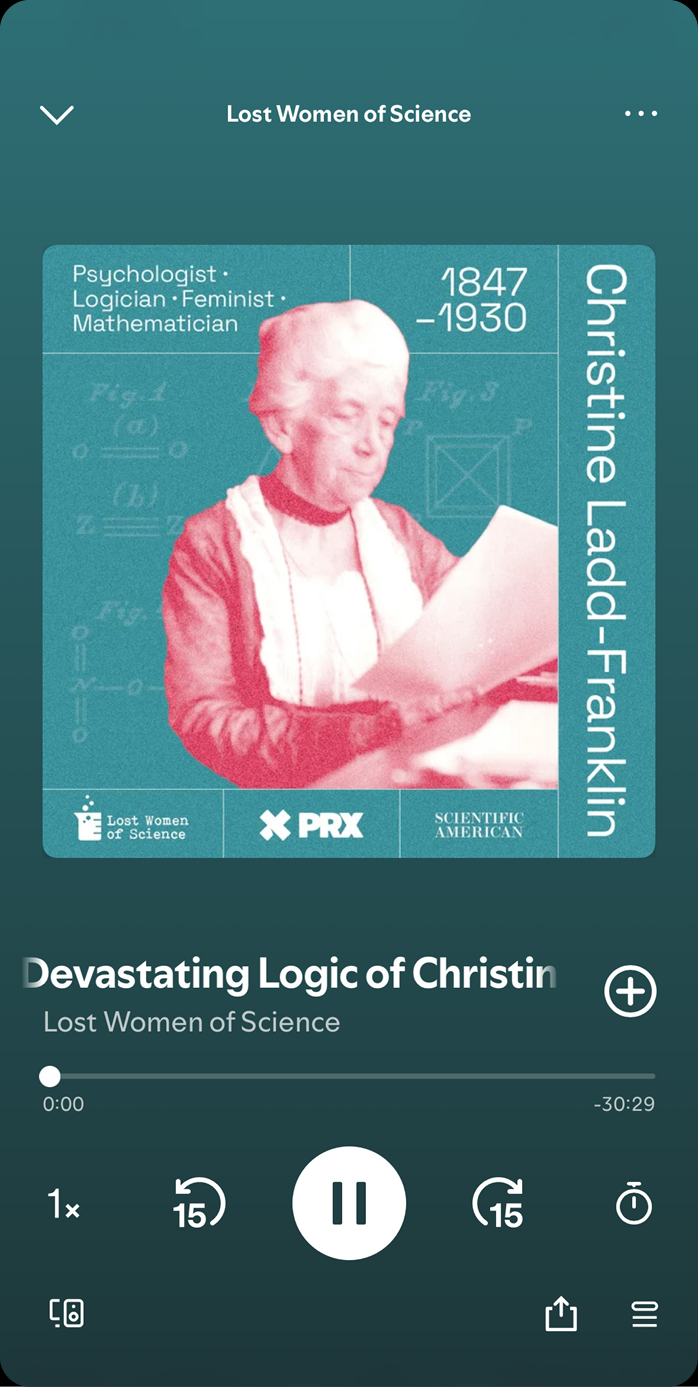 Lost Women of Science
Psychologist ·
Logician · Feminist ·
Mathematician
1847
–1930
Christine Ladd-Franklin
Fig.1
(a)
O O
(b)
Z Z
Fig.3
P P
Fig.
O
N—O—
O
Lost Women
of Science
PRX
SCIENTIFIC
AMERICAN
Devastating Logic of Christin
Lost Women of Science
0:00
-30:29
1x
15
15